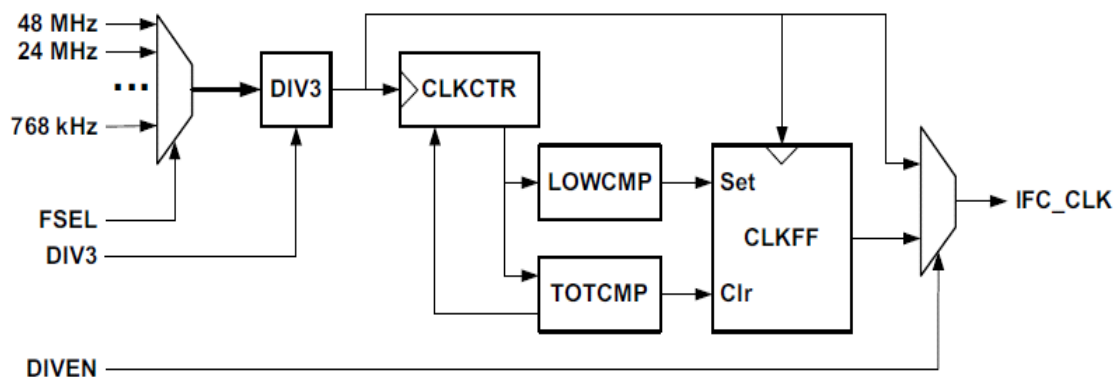 48 MHz
24 MHz
...
768 kHz
FSEL
DIV3
DIVEN
DIV3
CLKCTR
LOWCMP
TOTCMP
Set
CLKFF
Clr
IFC_CLK